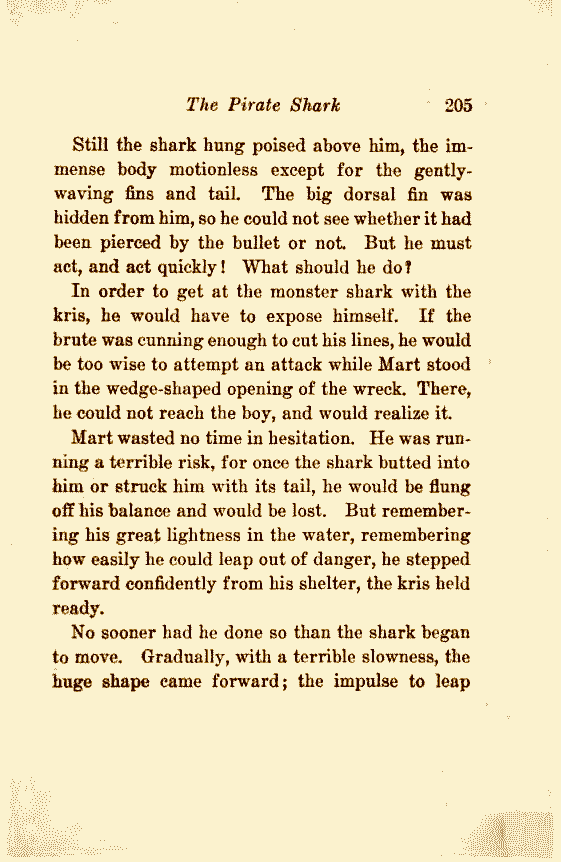 The Pirate Shark 205
Still the shark hung poised above him, the im-
mense body motionless except for the gently-
waving fins and tail. The big dorsal fin was
hidden from him, so he could not see whether it had
been pierced by the bullet or not. But he must
act, and act quickly! What should he do?
In order to get at the monster shark with the
kris, he would have to expose himself. If the
brute was cunning enough to cut his lines, he would
be too wise to attempt an attack while Mart stood
in the wedge-shaped opening of the wreck. There,
he could not reach the boy, and would realize it.
Mart wasted no time in hesitation. He was run-
ning a terrible risk, for once the shark butted into
him or struck him with its tail, he would be flung
off his balance and would be lost. But remember-
ing his great lightness in the water, remembering
how easily he could leap out of danger, he stepped
forward confidently from his shelter, the kris held
ready.
No sooner had he done so than the shark began
to move. Gradually, with a terrible slowness, the
huge shape came forward; the impulse to leap